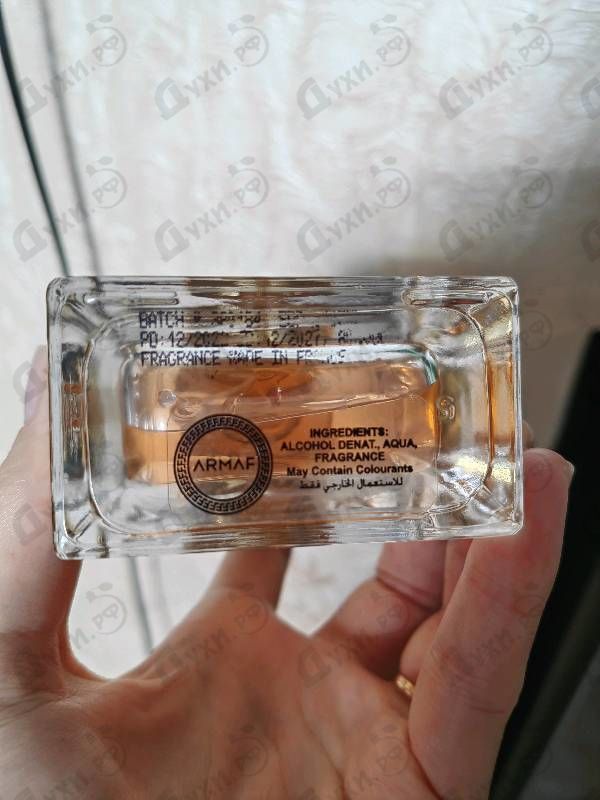 BATCH #
PD:12/202
FRAGRANCE MADE IN
ARMAF
INGREDIENTS:
ALCOHOL DENAT., AQUA,
FRAGRANCE
May Contain Colourants
للاستعمال الخارجي فقط
Духи.РФ